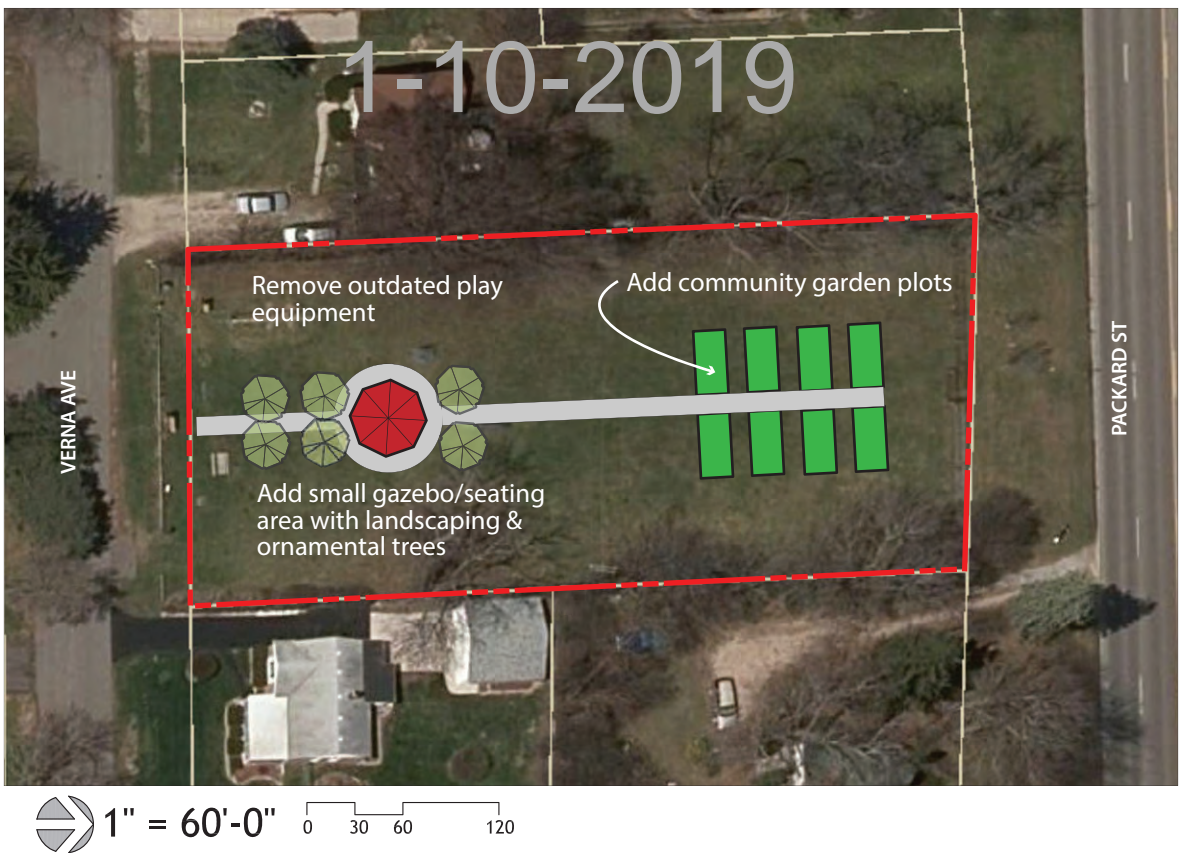 1-10-2019
Remove outdated play
equipment
Add community garden plots
VERNA AVE
PACKARD ST
Add small gazebo/seating
area with landscaping &
ornamental trees
1" = 60'-0"
0 30 60 120